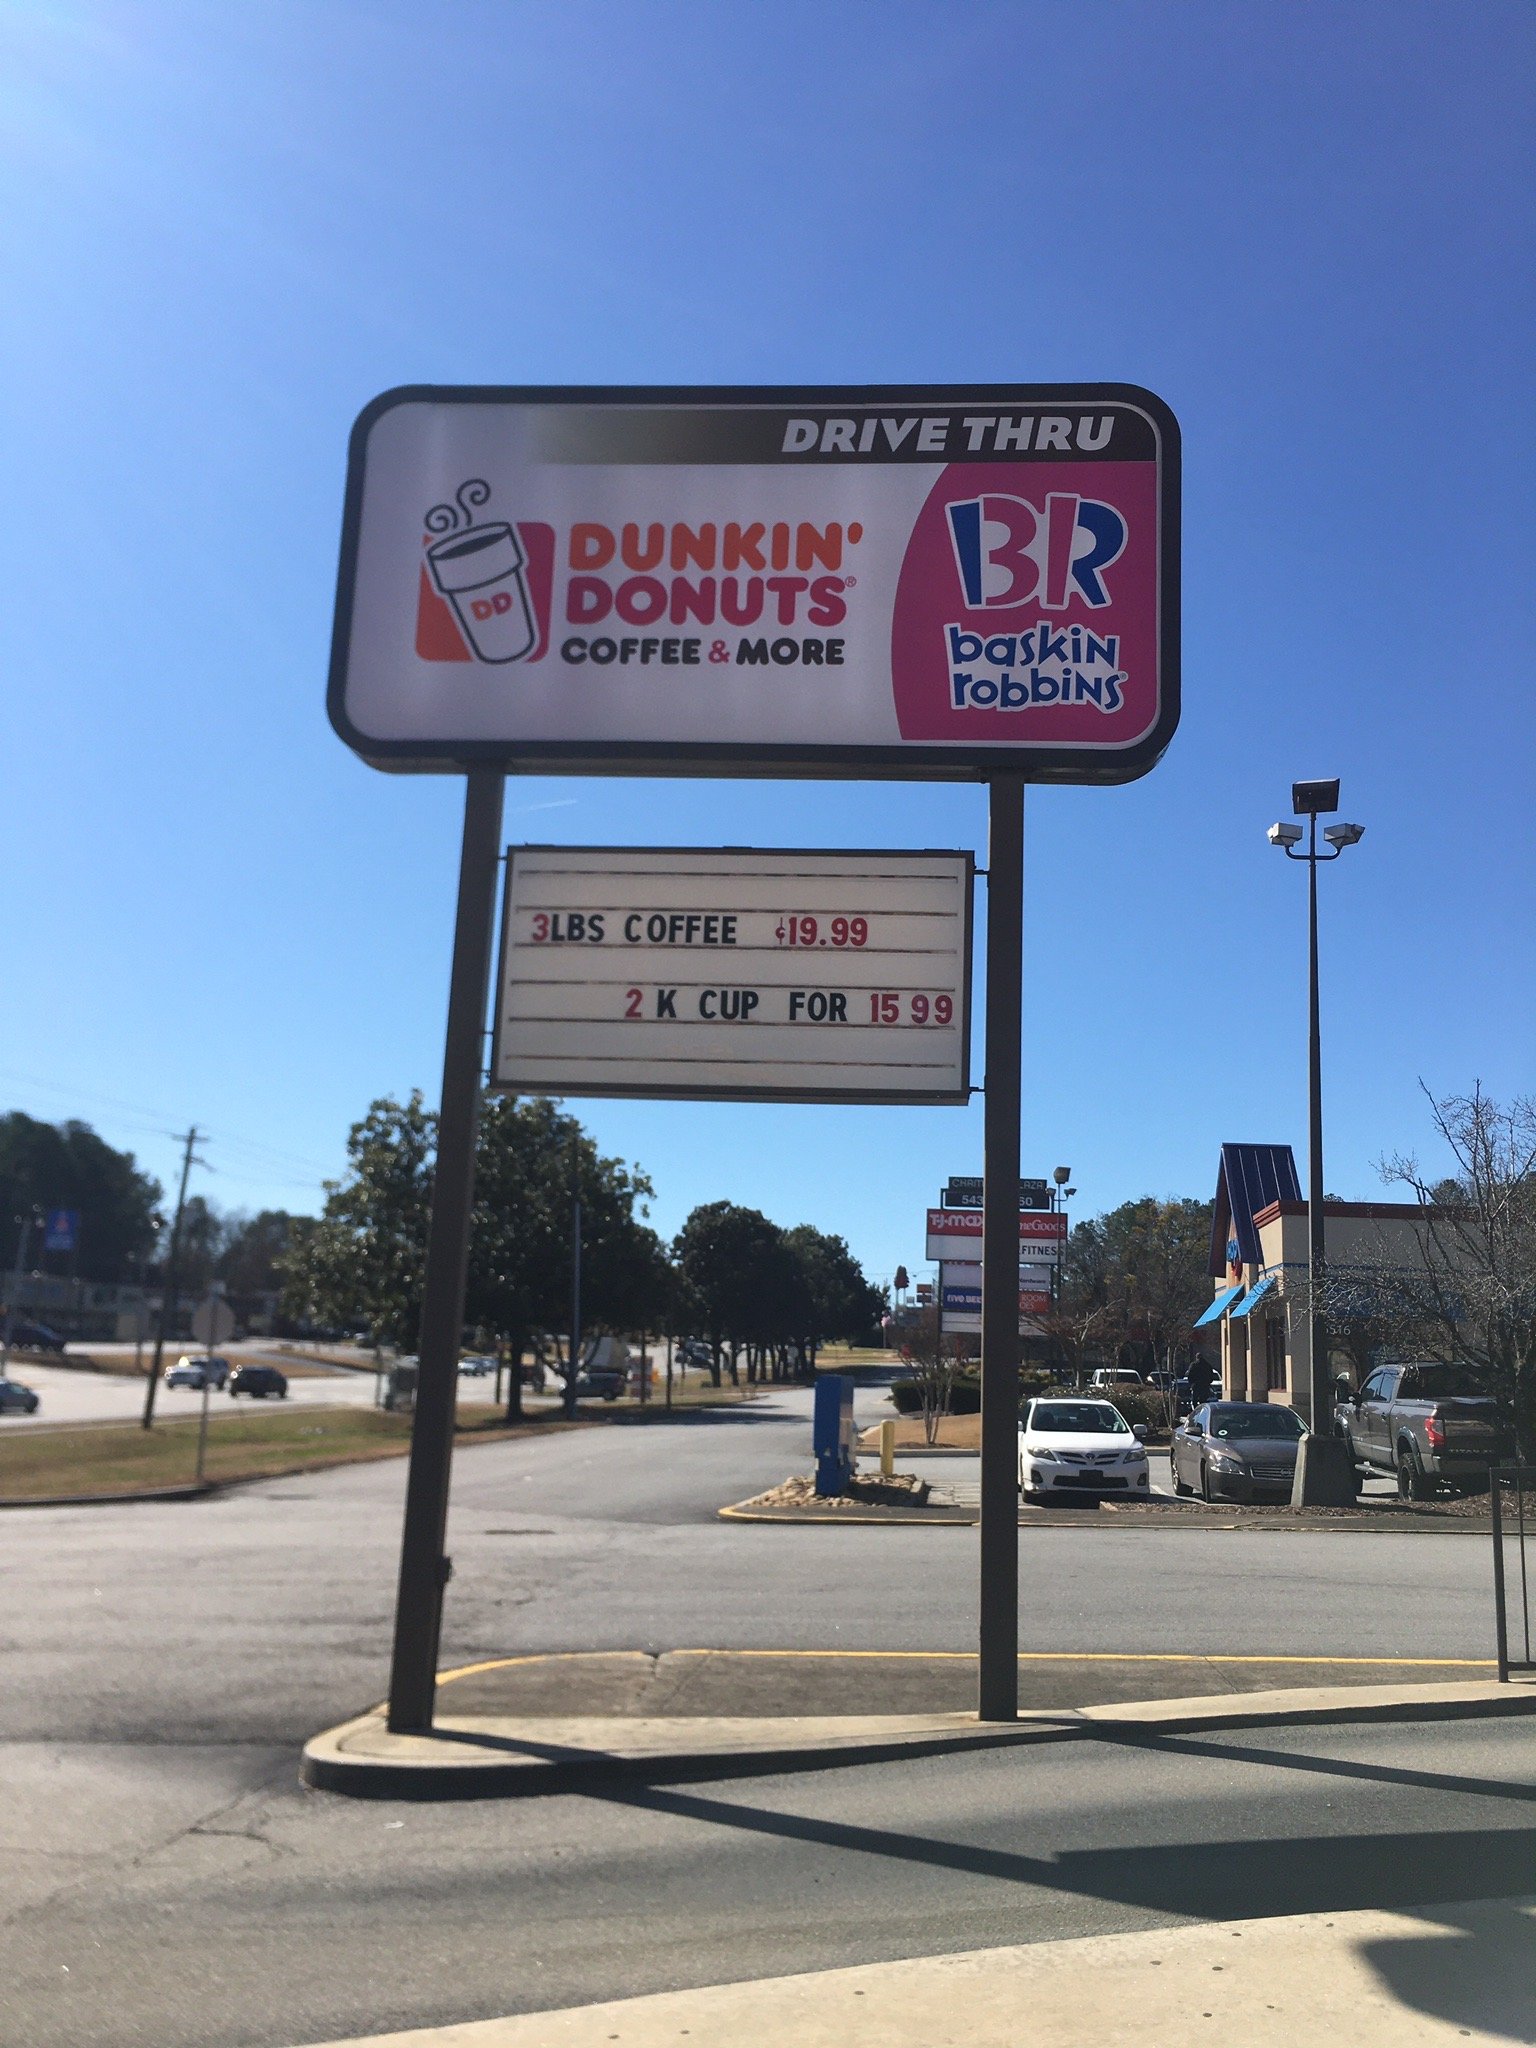 DRIVE THRU
DD
DUNKIN'
DONUTS®
COFFEE & MORE
BR
baskin
robbins
3LBS COFFEE ¢19.99
2 K CUP FOR 15 99
T·J·max
FITNESS